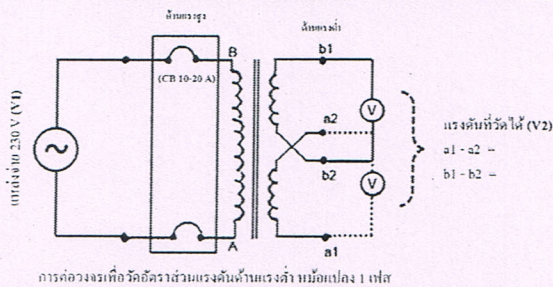 ด้านแรงสูง
ด้านแรงต่ำ
B
b1
(CB 10-20 A)
V
การส่งจ่าย 230 V (V1)
a2
แรงดันที่วัดได้ (V2)
a1 - a2 =
b2
b1 - b2 =
V
A
a1
การต่อวงจรเพื่อวัดอัตราส่วนแรงดันด้านแรงต่ำ หม้อแปลง 1 เฟส